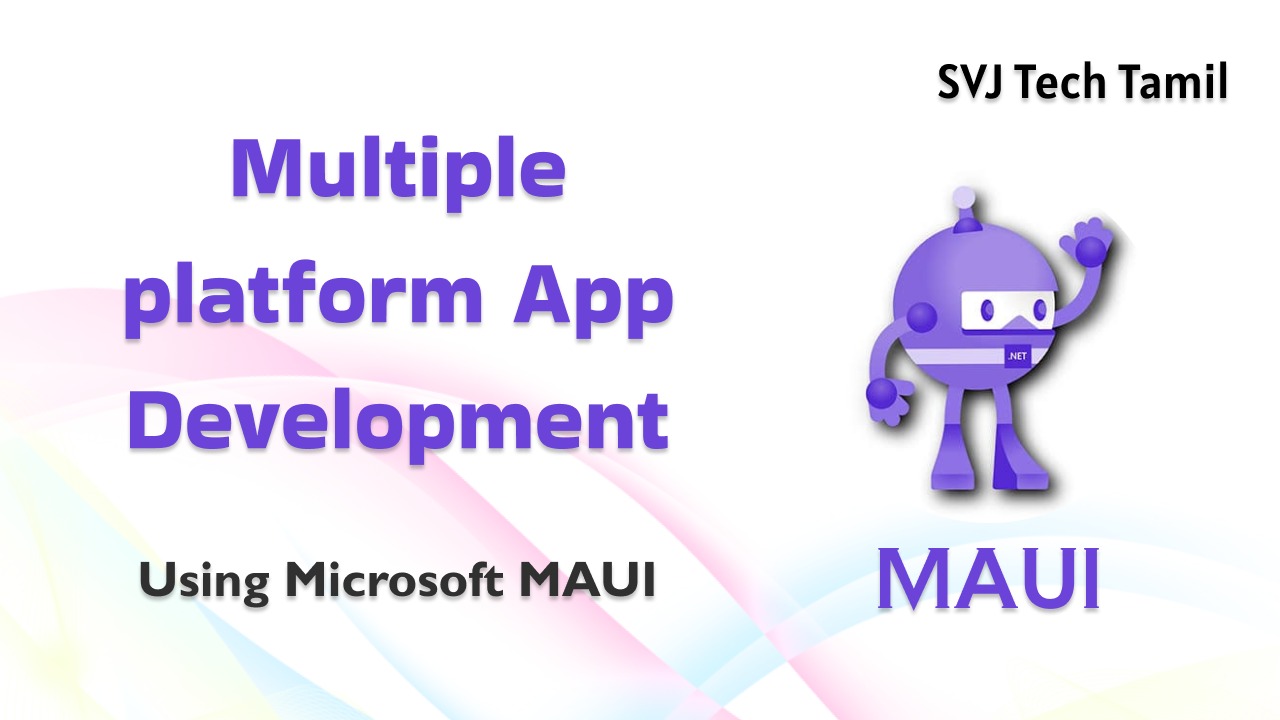 SVJ Tech Tamil
Multiple
platform App
Development
.NET
Using Microsoft MAUI
MAUI